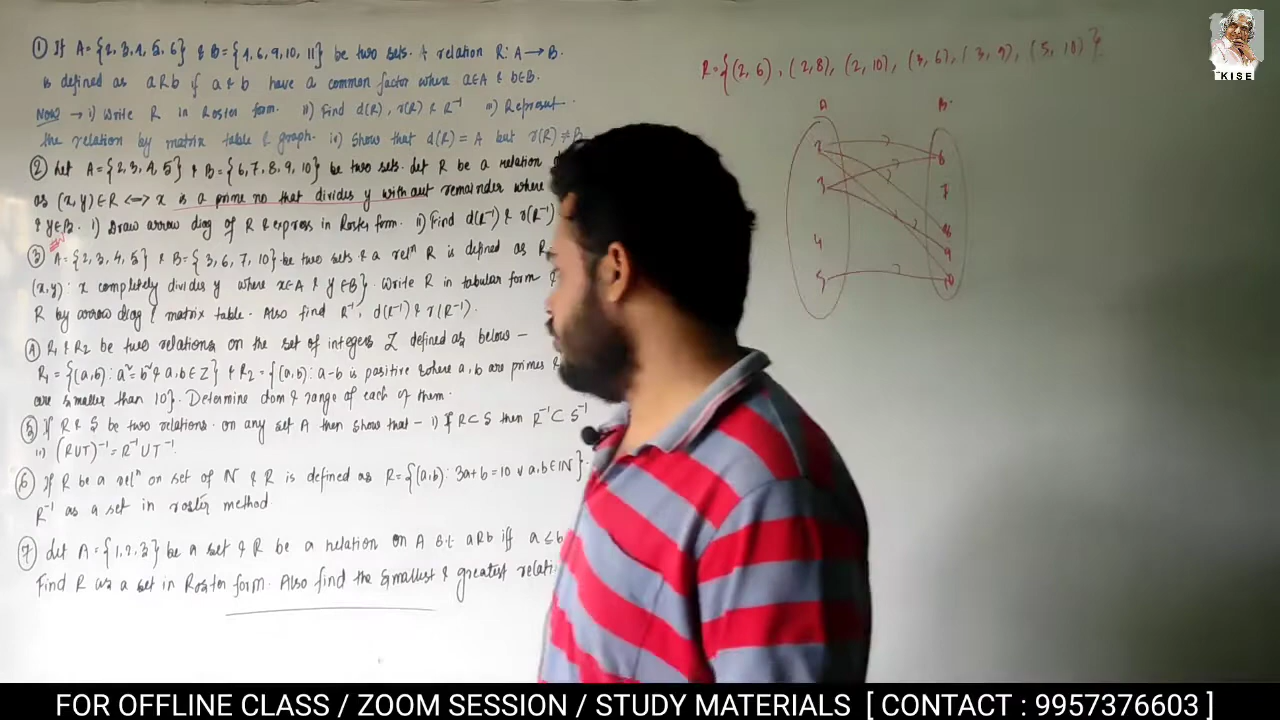 ① If A = {2, 3, 4, 5, 6} & B = {4, 6, 9, 10, 11} be two sets. A relation R: A → B.
is defined as aRb if a & b have a common factor where a∈A & b∈B.
Now → i) Write R in Roster form. ii) Find d(R), r(R) & R⁻¹ iii) Represent
the relation by matrix table & graph. iv) Show that d(R) = A but r(R) ≠ B
② Let A = {2, 3, 4, 5} & B = {6, 7, 8, 9, 10} be two sets. Let R be a relation
as (x, y) ∈ R <=> x is a prime no that divides y without remainder where
& y∈B. i) Draw arrow diag of R & express in Roster form. ii) Find d(R⁻¹) & r(R⁻¹)
③ A = {2, 3, 4, 5} & B = {3, 6, 7, 10} be two sets & a relⁿ R is defined as R
(x, y): x completely divides y where x∈A & y∈B}. Write R in tabular form &
R by arrow diag & matrix table. Also find R⁻¹, d(R⁻¹) & r(R⁻¹).
④ R₁ & R₂ be two relations on the set of integers Z defined as below —
R₁ = {(a, b): a² = b² & a, b ∈ Z} & R₂ = {(a, b): a-b is positive where a, b are primes &
are smaller than 10}. Determine dom & range of each of them.
⑤ If R & S be two relations on any set A then show that - i) If R⊂S then R⁻¹ ⊂ S⁻¹
ii) (RUT)⁻¹ = R⁻¹ U T⁻¹.
⑥ If R be a relⁿ on set of N & R is defined as R = {(a, b): 3a+b = 10 ∀ a, b ∈ IN}.
R⁻¹ as a set in roster method
⑦ Let A = {1, 2, 3} be a set & R be a relation on A s.t aRb iff a ≤ b
Find R as a set in Roster form. Also find the smallest & greatest relati
R = {(2, 6), (2, 8), (2, 10), (3, 6), (3, 9), (5, 10)}
A B
2 6
3 7
4 8
5 9
10
KISE
FOR OFFLINE CLASS / ZOOM SESSION / STUDY MATERIALS [ CONTACT : 9957376603 ]